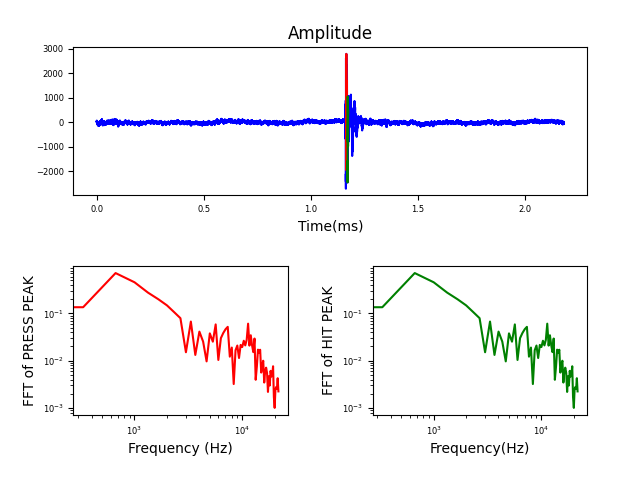 Amplitude
3000
2000
1000
0
−1000
−2000
0.0 0.5 1.0 1.5 2.0
Time(ms)
FFT of PRESS PEAK
10⁻¹
10⁻²
10⁻³
10³ 10⁴
Frequency (Hz)
FFT of HIT PEAK
10⁻¹
10⁻²
10⁻³
10³ 10⁴
Frequency(Hz)